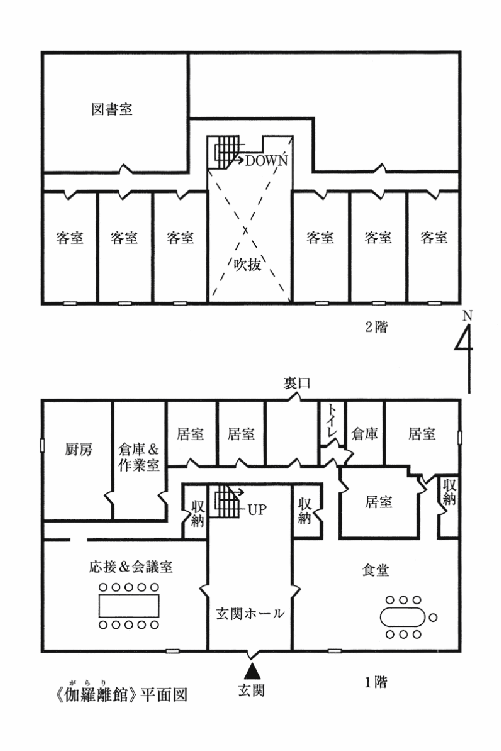 図書室
DOWN
客室 客室 客室 吹抜 客室 客室 客室
2階
N
裏口
厨房 倉庫&作業室 居室 居室 トイレ 倉庫 居室
収納 UP 収納 居室 収納
応接&会議室 玄関ホール 食堂
玄関
1階
がらり
《伽羅離館》平面図